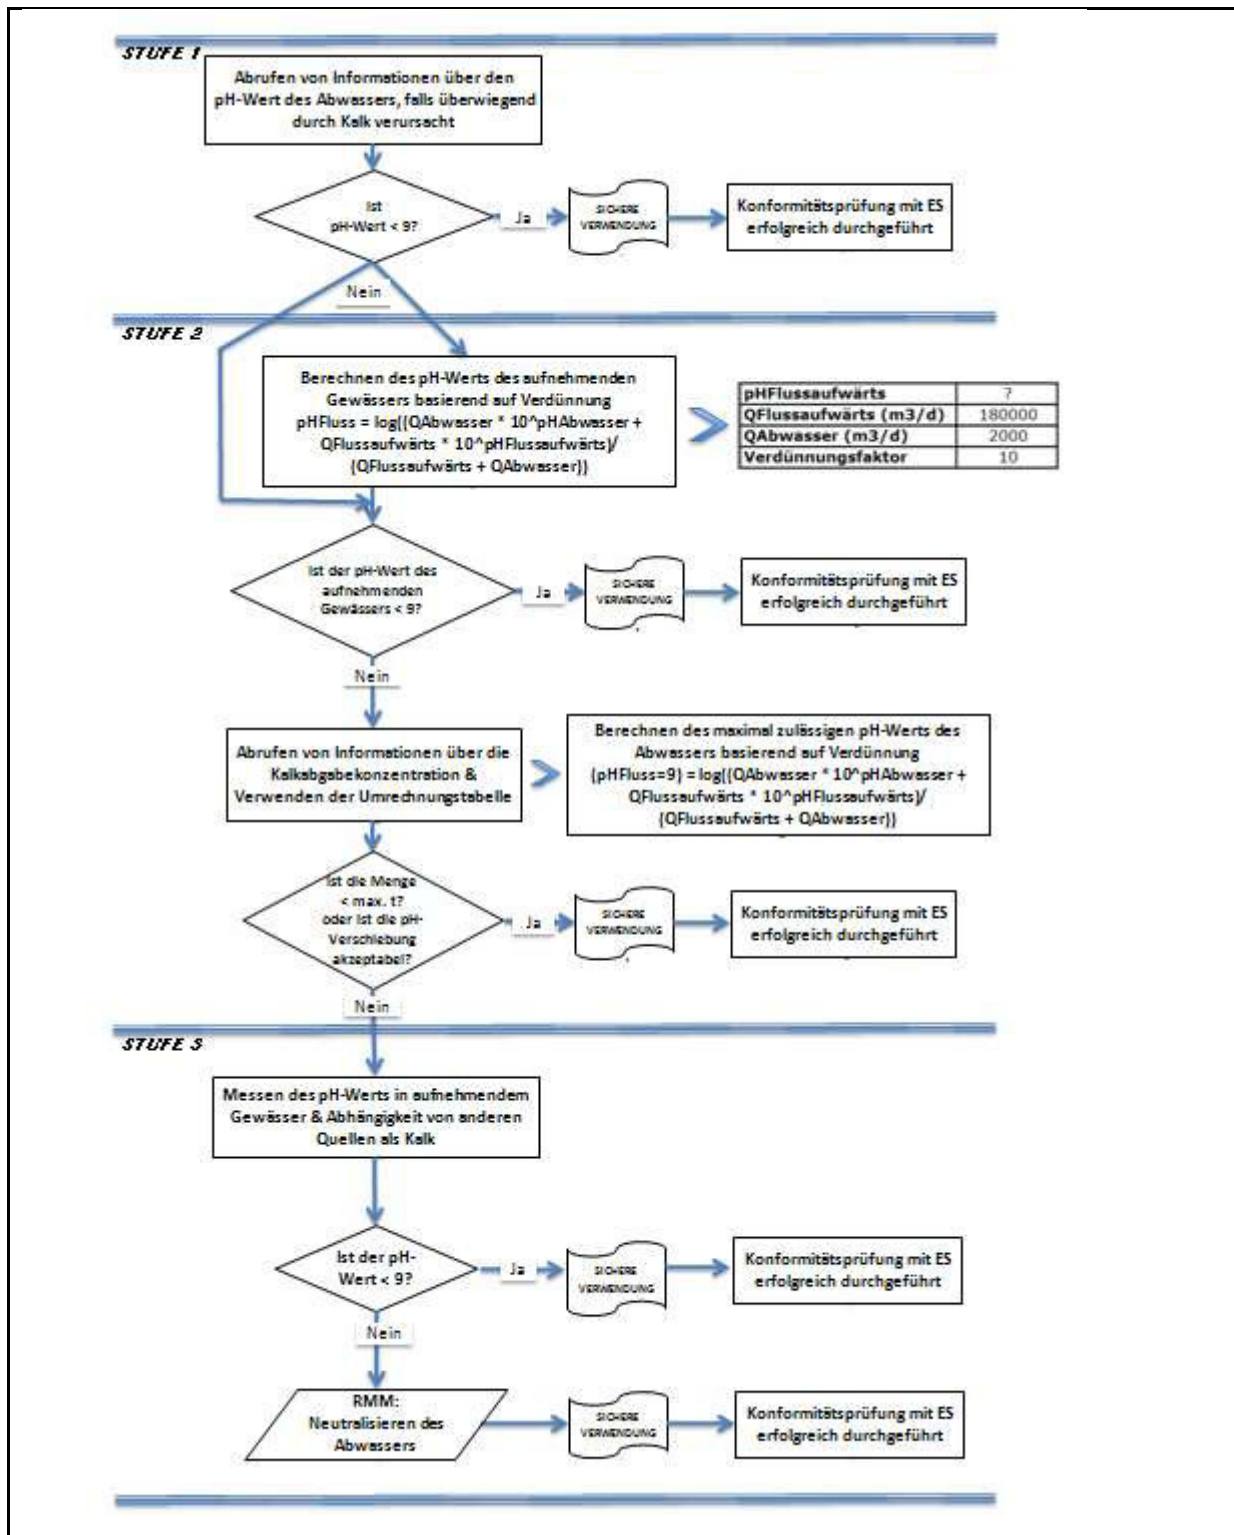 STUFE 1
Abrufen von Informationen über den
pH-Wert des Abwassers, falls überwiegend
durch Kalk verursacht
Ist
pH-Wert < 9?
Ja
SICHERE
VERWENDUNG
Konformitätsprüfung mit ES
erfolgreich durchgeführt
Nein
STUFE 2
Berechnen des pH-Werts des aufnehmenden
Gewässers basierend auf Verdünnung
pHFluss = log((QAbwasser * 10^pHAbwasser +
QFlussaufwärts * 10^pHFlussaufwärts)/
(QFlussaufwärts + QAbwasser))
pHFlussaufwärts ?
QFlussaufwärts (m3/d) 180000
QAbwasser (m3/d) 2000
Verdünnungsfaktor 10
Ist der pH-Wert des
aufnehmenden
Gewässers < 9?
Ja
SICHERE
VERWENDUNG
Konformitätsprüfung mit ES
erfolgreich durchgeführt
Nein
Abrufen von Informationen über die
Kalkabgabekonzentration &
Verwenden der Umrechnungstabelle
Berechnen des maximal zulässigen pH-Werts des
Abwassers basierend auf Verdünnung
(pHFluss=9) = log((QAbwasser * 10^pHAbwasser +
QFlussaufwärts * 10^pHFlussaufwärts)/
(QFlussaufwärts + QAbwasser))
Ist die Menge
< max. t?
oder ist die pH-
Verschiebung
akzeptabel?
Ja
SICHERE
VERWENDUNG
Konformitätsprüfung mit ES
erfolgreich durchgeführt
Nein
STUFE 3
Messen des pH-Werts in aufnehmendem
Gewässer & Abhängigkeit von anderen
Quellen als Kalk
Ist der pH-
Wert < 9?
Ja
SICHERE
VERWENDUNG
Konformitätsprüfung mit ES
erfolgreich durchgeführt
Nein
RMM:
Neutralisieren des
Abwassers
SICHERE
VERWENDUNG
Konformitätsprüfung mit ES
erfolgreich durchgeführt